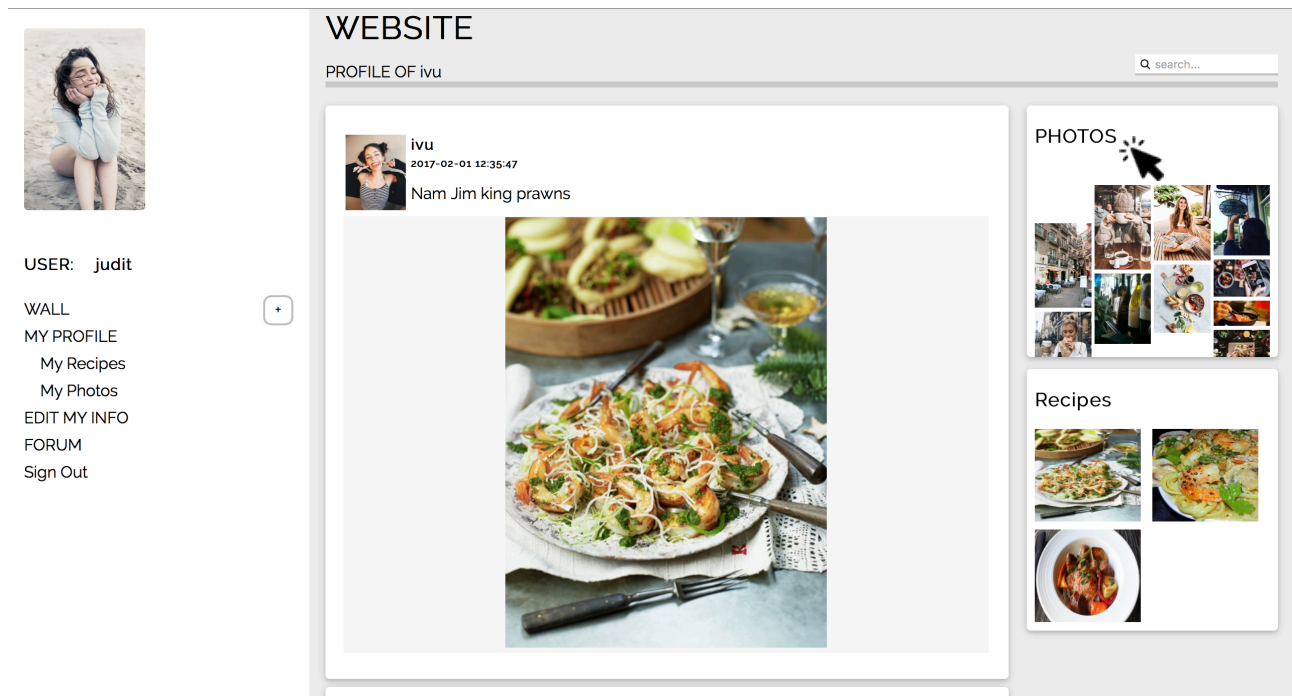 WEBSITE
PROFILE OF ivu
search...
USER: judit
WALL
+
MY PROFILE
My Recipes
My Photos
EDIT MY INFO
FORUM
Sign Out
ivu
2017-02-01 12:35:47
Nam Jim king prawns
PHOTOS
Recipes